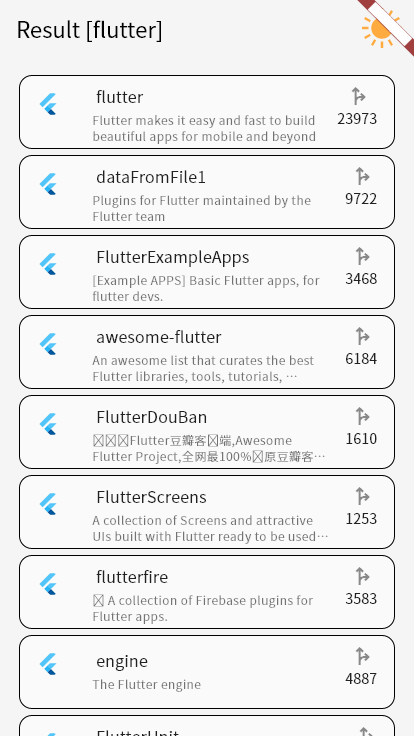 Result [flutter]
flutter
Flutter makes it easy and fast to build
beautiful apps for mobile and beyond
23973
dataFromFile1
Plugins for Flutter maintained by the
Flutter team
9722
FlutterExampleApps
[Example APPS] Basic Flutter apps, for
flutter devs.
3468
awesome-flutter
An awesome list that curates the best
Flutter libraries, tools, tutorials, …
6184
FlutterDouBan
Flutter豆瓣客端,Awesome
Flutter Project,全网最100%原豆瓣客…
1610
FlutterScreens
A collection of Screens and attractive
UIs built with Flutter ready to be used…
1253
flutterfire
A collection of Firebase plugins for
Flutter apps.
3583
engine
The Flutter engine
4887
FlutterUnit